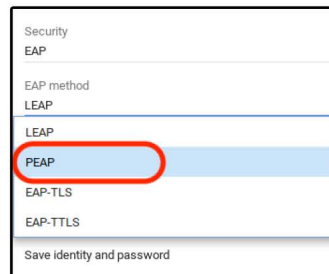 Security
EAP
EAP method
LEAP
LEAP
PEAP
EAP-TLS
EAP-TTLS
Save identity and password